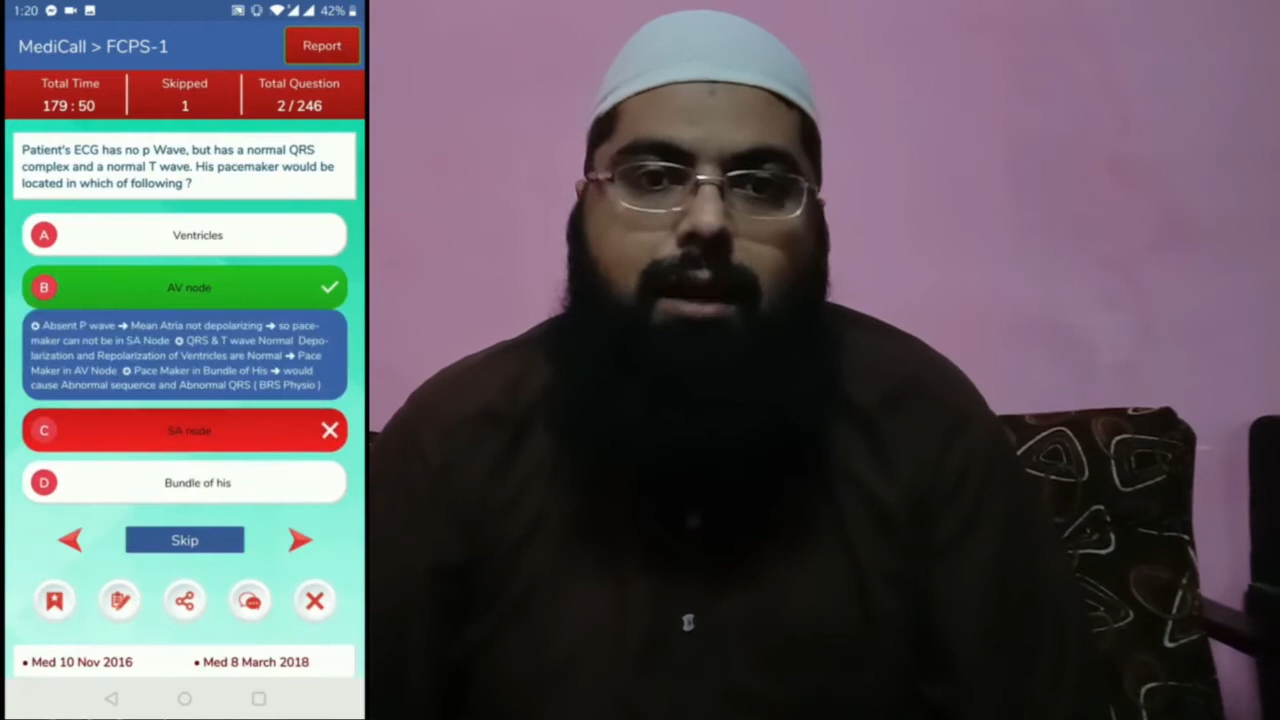 1:20
42%
MediCall > FCPS-1
Report
Total Time
Skipped
Total Question
179 : 50
1
2 / 246
Patient's ECG has no p Wave, but has a normal QRS
complex and a normal T wave. His pacemaker would be
located in which of following ?
A
Ventricles
B
AV node
Absent P wave ➔ Mean Atria not depolarizing ➔ so pace-
maker can not be in SA Node ✪ QRS & T wave Normal Depo-
larization and Repolarization of Ventricles are Normal ➔ Pace
Maker in AV Node ✪ Pace Maker in Bundle of His ➔ would
cause Abnormal sequence and Abnormal QRS ( BRS Physio )
C
SA node
D
Bundle of his
Skip
• Med 10 Nov 2016
• Med 8 March 2018